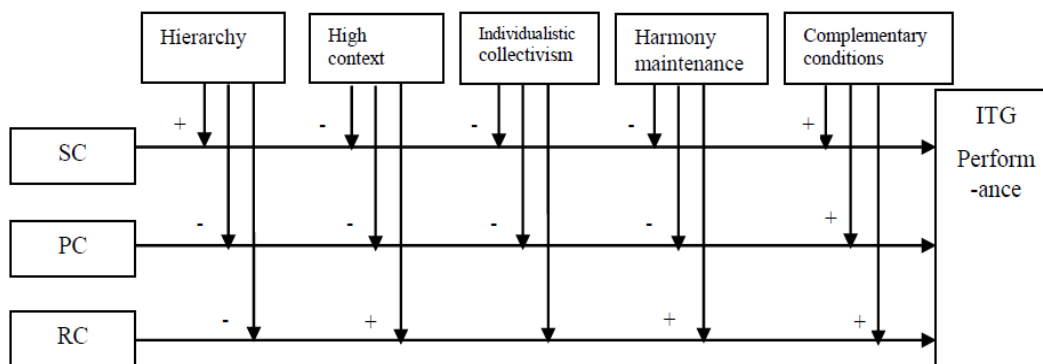 Hierarchy
High
context
Individualistic
collectivism
Harmony
maintenance
Complementary
conditions
ITG
Perform
-ance
SC
+
-
-
-
+
PC
-
-
-
-
+
RC
-
+
+
+